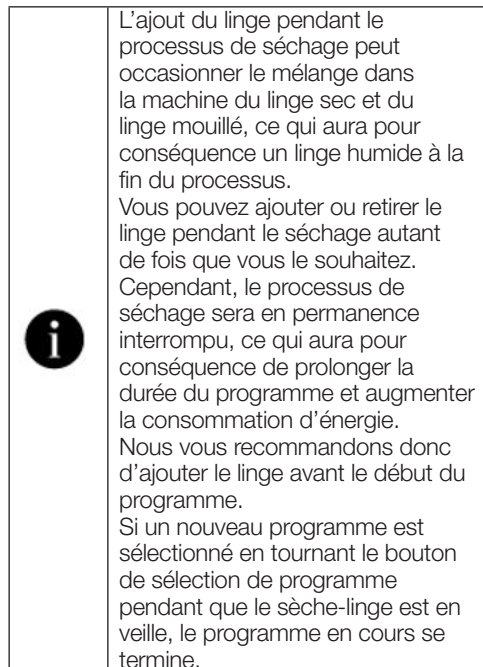 L’ajout du linge pendant le
processus de séchage peut
occasionner le mélange dans
la machine du linge sec et du
linge mouillé, ce qui aura pour
conséquence un linge humide à la
fin du processus.
Vous pouvez ajouter ou retirer le
linge pendant le séchage autant
de fois que vous le souhaitez.
Cependant, le processus de
séchage sera en permanence
interrompu, ce qui aura pour
conséquence de prolonger la
durée du programme et augmenter
la consommation d’énergie.
Nous vous recommandons donc
d’ajouter le linge avant le début du
programme.
Si un nouveau programme est
sélectionné en tournant le bouton
de sélection de programme
pendant que le sèche-linge est en
veille, le programme en cours se
termine.